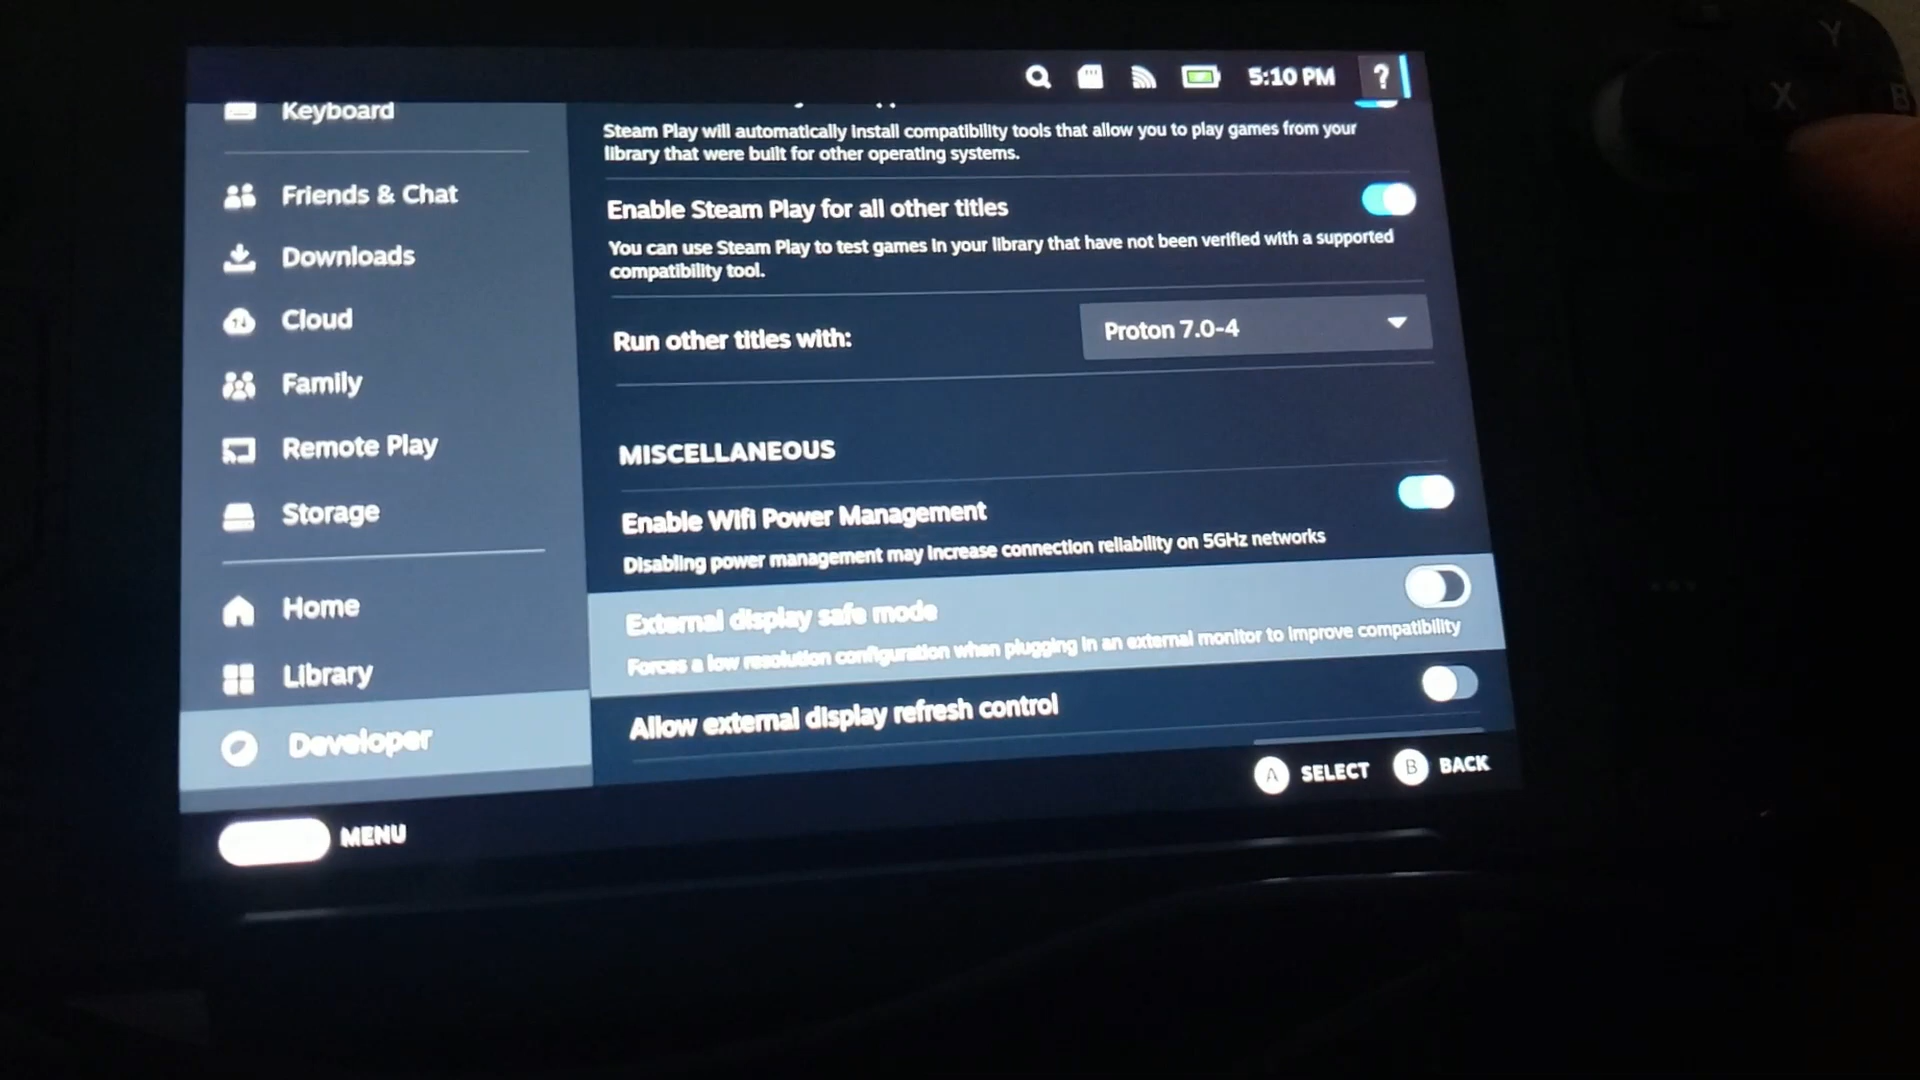 5:10 PM ?
Keyboard
Friends & Chat
Downloads
Cloud
Family
Remote Play
Storage
Home
Library
Developer
Steam Play will automatically install compatibility tools that allow you to play games from your
library that were built for other operating systems.
Enable Steam Play for all other titles
You can use Steam Play to test games in your library that have not been verified with a supported
compatibility tool.
Run other titles with:
Proton 7.0-4
MISCELLANEOUS
Enable Wifi Power Management
Disabling power management may increase connection reliability on 5GHz networks
External display safe mode
Forces a low resolution configuration when plugging in an external monitor to improve compatibility
Allow external display refresh control
A SELECT B BACK
MENU
Y
X
B